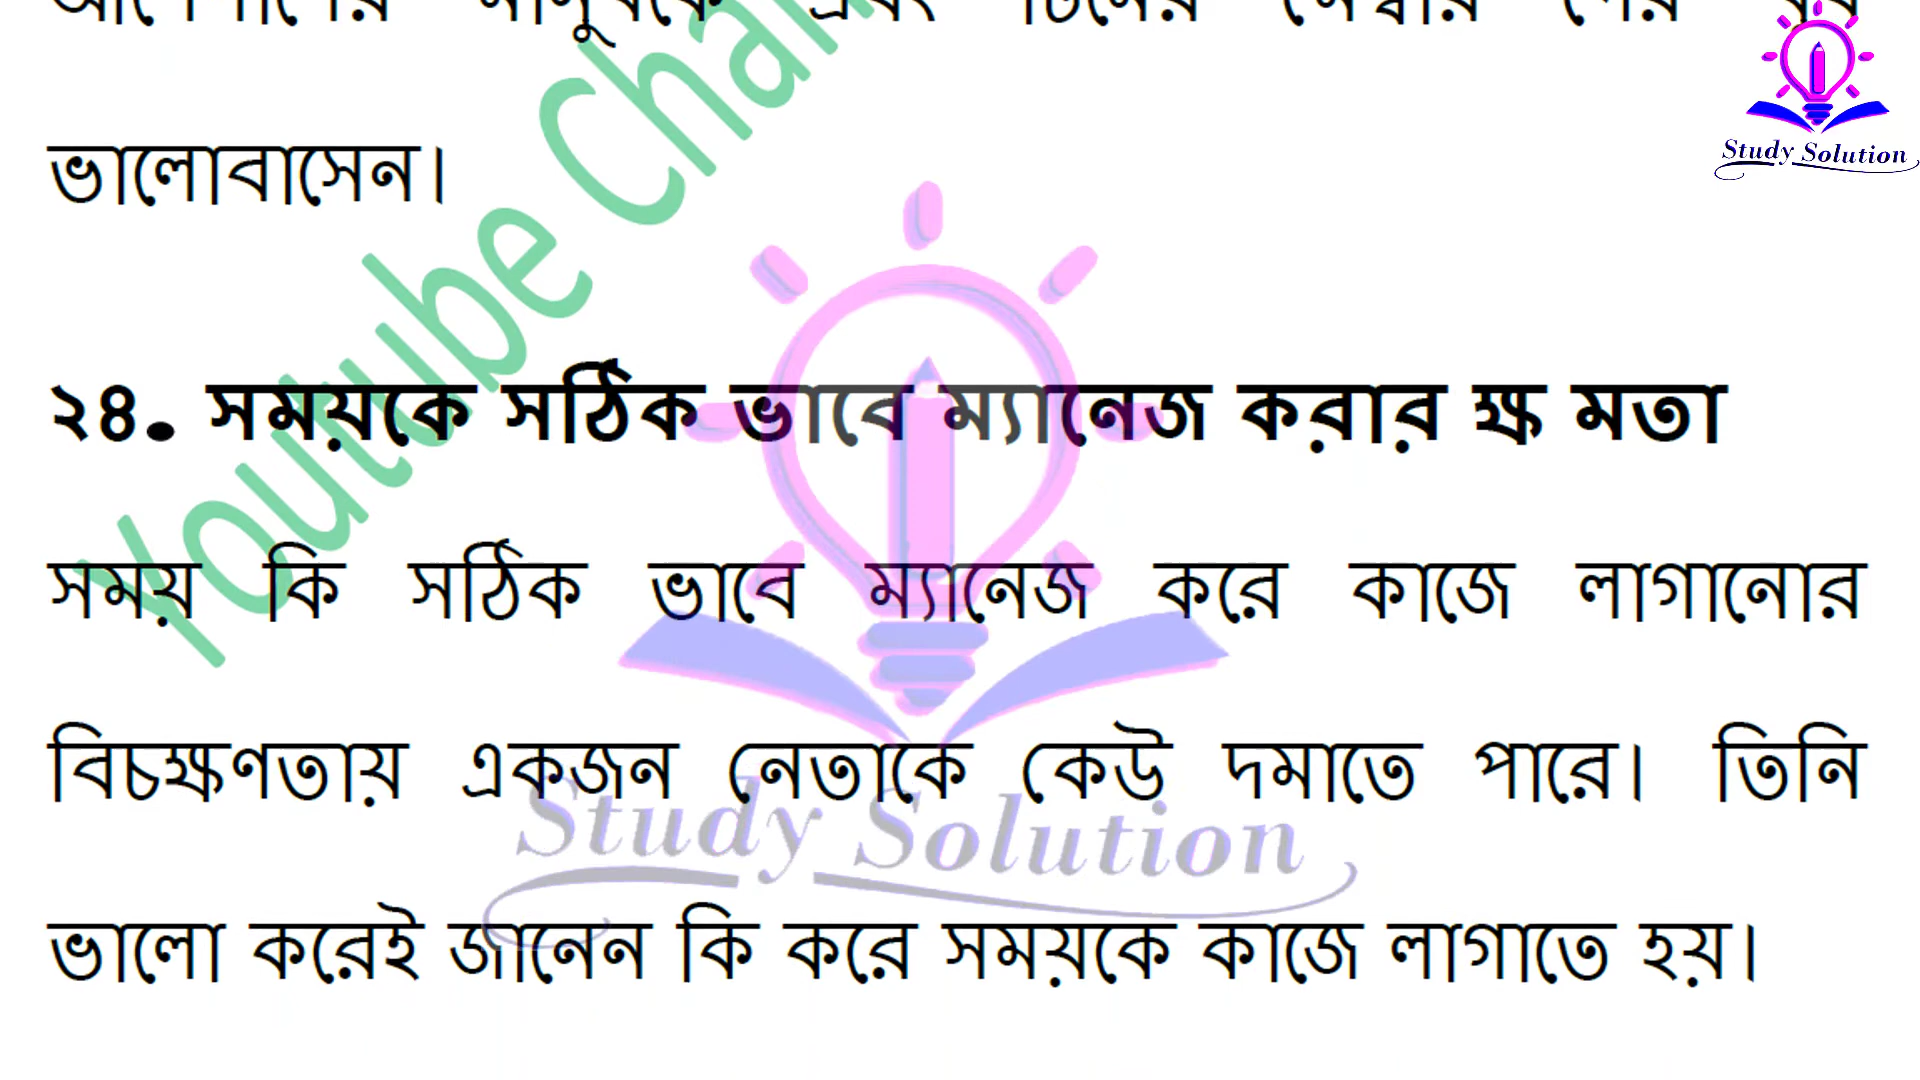 এবং
Study Solution
ভালোবাসেন।
Youtube
২৪. সময়কে সঠিক ভাবে ম্যানেজ করার ক্ষ মতা
সময় কি সঠিক ভাবে ম্যানেজ করে কাজে লাগানোর
বিচক্ষণতায় একজন নেতাকে কেউ দমাতে পারে। তিনি
Study Solution
ভালো করেই জানেন কি করে সময়কে কাজে লাগাতে হয়।